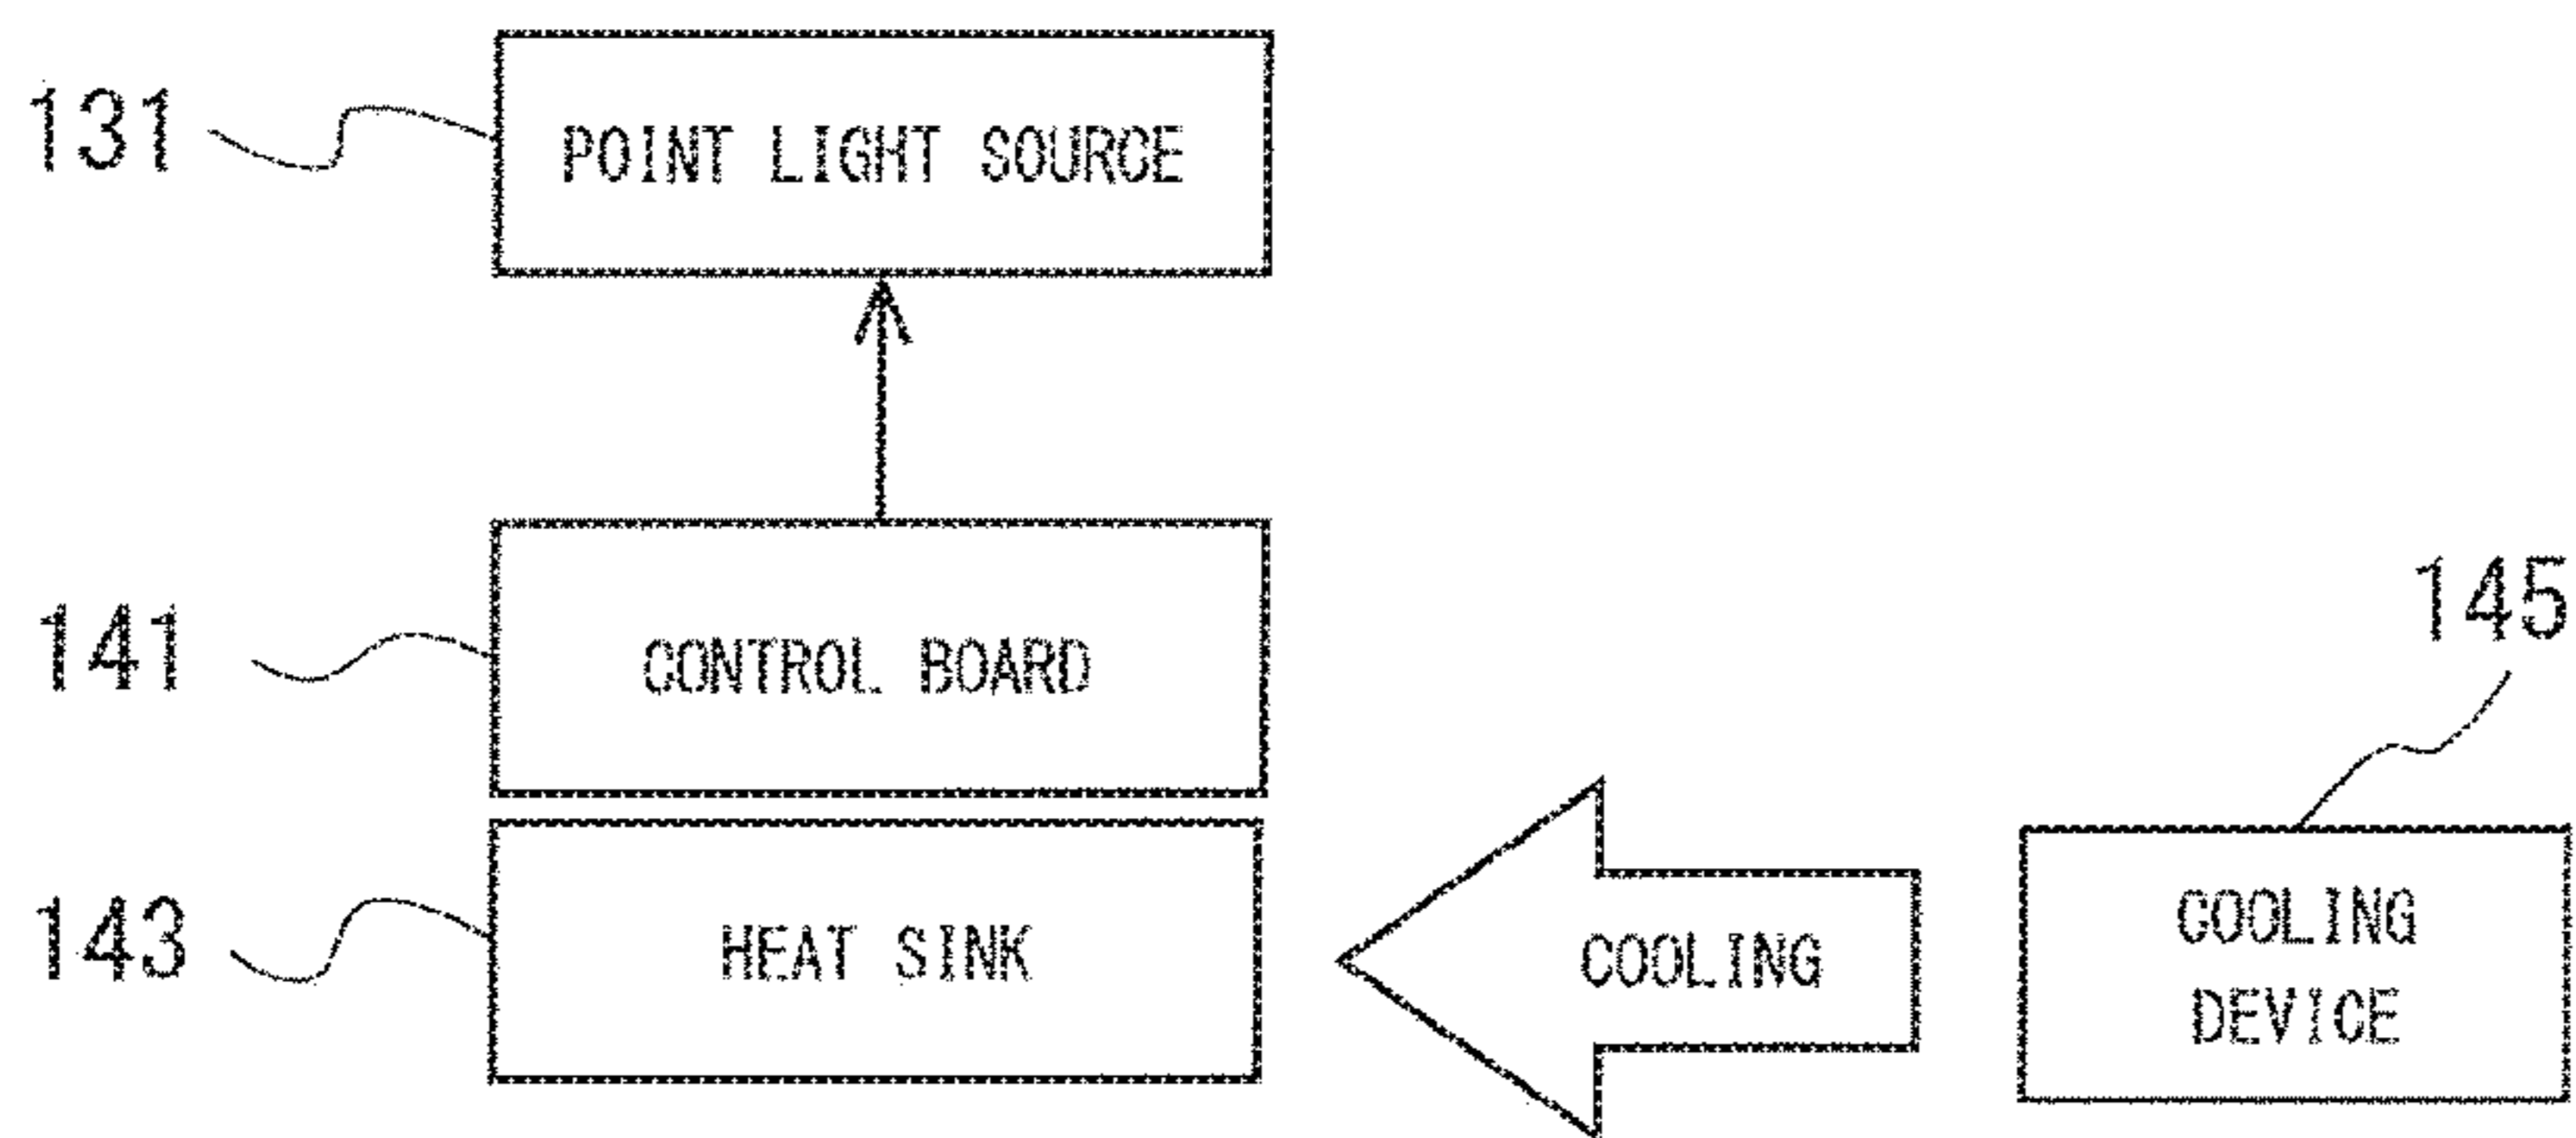 131
POINT LIGHT SOURCE
141
CONTROL BOARD
145
143
HEAT SINK
COOLING
COOLING
DEVICE